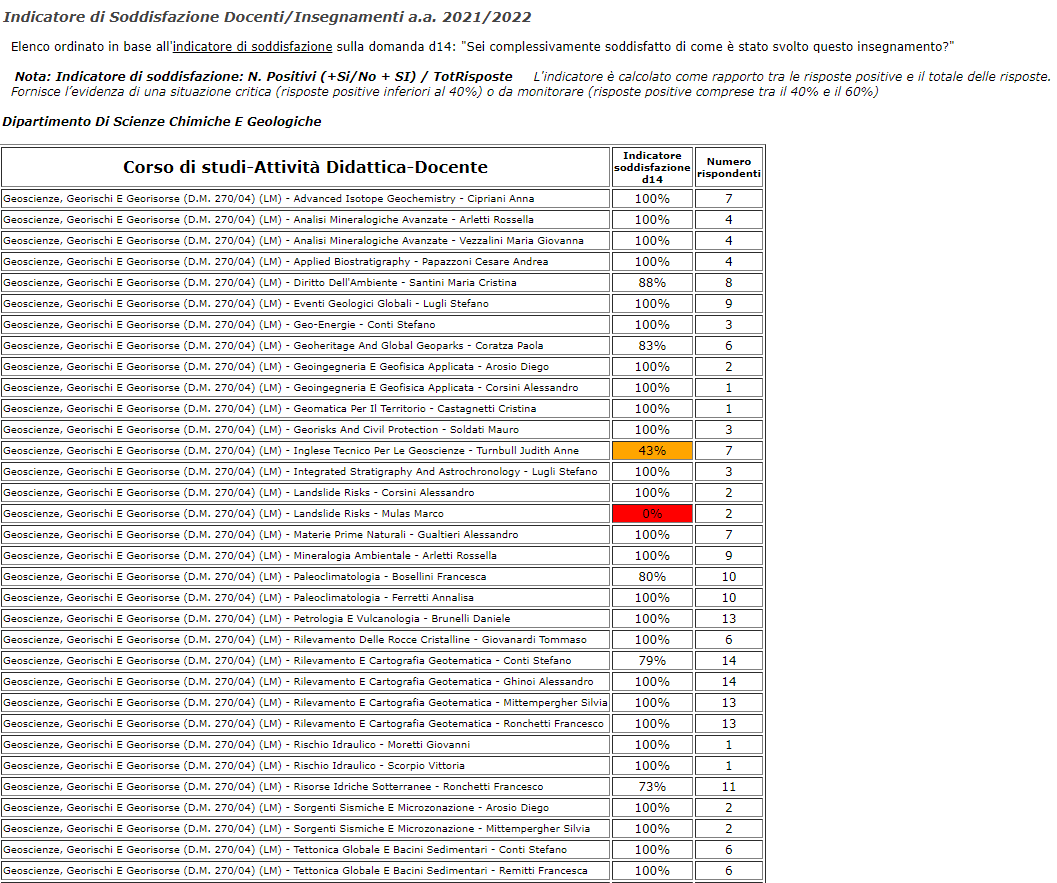 Indicatore di Soddisfazione Docenti/Insegnamenti a.a. 2021/2022
Elenco ordinato in base all'indicatore di soddisfazione sulla domanda d14: "Sei complessivamente soddisfatto di come è stato svolto questo insegnamento?"
Nota: Indicatore di soddisfazione: N. Positivi (+Si/No + SI) / TotRisposte L'indicatore è calcolato come rapporto tra le risposte positive e il totale delle risposte.
Fornisce l'evidenza di una situazione critica (risposte positive inferiori al 40%) o da monitorare (risposte positive comprese tra il 40% e il 60%)
Dipartimento Di Scienze Chimiche E Geologiche
Corso di studi-Attività Didattica-Docente Indicatore soddisfazione d14 Numero rispondenti
Geoscienze, Georischi E Georisorse (D.M. 270/04) (LM) - Advanced Isotope Geochemistry - Cipriani Anna 100% 7
Geoscienze, Georischi E Georisorse (D.M. 270/04) (LM) - Analisi Mineralogiche Avanzate - Arletti Rossella 100% 4
Geoscienze, Georischi E Georisorse (D.M. 270/04) (LM) - Analisi Mineralogiche Avanzate - Vezzalini Maria Giovanna 100% 4
Geoscienze, Georischi E Georisorse (D.M. 270/04) (LM) - Applied Biostratigraphy - Papazzoni Cesare Andrea 100% 4
Geoscienze, Georischi E Georisorse (D.M. 270/04) (LM) - Diritto Dell'Ambiente - Santini Maria Cristina 88% 8
Geoscienze, Georischi E Georisorse (D.M. 270/04) (LM) - Eventi Geologici Globali - Lugli Stefano 100% 9
Geoscienze, Georischi E Georisorse (D.M. 270/04) (LM) - Geo-Energie - Conti Stefano 100% 3
Geoscienze, Georischi E Georisorse (D.M. 270/04) (LM) - Geoheritage And Global Geoparks - Coratza Paola 83% 6
Geoscienze, Georischi E Georisorse (D.M. 270/04) (LM) - Geoingegneria E Geofisica Applicata - Arosio Diego 100% 2
Geoscienze, Georischi E Georisorse (D.M. 270/04) (LM) - Geoingegneria E Geofisica Applicata - Corsini Alessandro 100% 1
Geoscienze, Georischi E Georisorse (D.M. 270/04) (LM) - Geomatica Per Il Territorio - Castagnetti Cristina 100% 1
Geoscienze, Georischi E Georisorse (D.M. 270/04) (LM) - Georisks And Civil Protection - Soldati Mauro 100% 3
Geoscienze, Georischi E Georisorse (D.M. 270/04) (LM) - Inglese Tecnico Per Le Geoscienze - Turnbull Judith Anne 43% 7
Geoscienze, Georischi E Georisorse (D.M. 270/04) (LM) - Integrated Stratigraphy And Astrochronology - Lugli Stefano 100% 3
Geoscienze, Georischi E Georisorse (D.M. 270/04) (LM) - Landslide Risks - Corsini Alessandro 100% 2
Geoscienze, Georischi E Georisorse (D.M. 270/04) (LM) - Landslide Risks - Mulas Marco 0% 2
Geoscienze, Georischi E Georisorse (D.M. 270/04) (LM) - Materie Prime Naturali - Gualtieri Alessandro 100% 7
Geoscienze, Georischi E Georisorse (D.M. 270/04) (LM) - Mineralogia Ambientale - Arletti Rossella 100% 9
Geoscienze, Georischi E Georisorse (D.M. 270/04) (LM) - Paleoclimatologia - Bosellini Francesca 80% 10
Geoscienze, Georischi E Georisorse (D.M. 270/04) (LM) - Paleoclimatologia - Ferretti Annalisa 100% 10
Geoscienze, Georischi E Georisorse (D.M. 270/04) (LM) - Petrologia E Vulcanologia - Brunelli Daniele 100% 13
Geoscienze, Georischi E Georisorse (D.M. 270/04) (LM) - Rilevamento Delle Rocce Cristalline - Giovanardi Tommaso 100% 6
Geoscienze, Georischi E Georisorse (D.M. 270/04) (LM) - Rilevamento E Cartografia Geotematica - Conti Stefano 79% 14
Geoscienze, Georischi E Georisorse (D.M. 270/04) (LM) - Rilevamento E Cartografia Geotematica - Ghinoi Alessandro 100% 14
Geoscienze, Georischi E Georisorse (D.M. 270/04) (LM) - Rilevamento E Cartografia Geotematica - Mittempergher Silvia 100% 13
Geoscienze, Georischi E Georisorse (D.M. 270/04) (LM) - Rilevamento E Cartografia Geotematica - Ronchetti Francesco 100% 13
Geoscienze, Georischi E Georisorse (D.M. 270/04) (LM) - Rischio Idraulico - Moretti Giovanni 100% 1
Geoscienze, Georischi E Georisorse (D.M. 270/04) (LM) - Rischio Idraulico - Scorpio Vittoria 100% 1
Geoscienze, Georischi E Georisorse (D.M. 270/04) (LM) - Risorse Idriche Sotterranee - Ronchetti Francesco 73% 11
Geoscienze, Georischi E Georisorse (D.M. 270/04) (LM) - Sorgenti Sismiche E Microzonazione - Arosio Diego 100% 2
Geoscienze, Georischi E Georisorse (D.M. 270/04) (LM) - Sorgenti Sismiche E Microzonazione - Mittempergher Silvia 100% 2
Geoscienze, Georischi E Georisorse (D.M. 270/04) (LM) - Tettonica Globale E Bacini Sedimentari - Conti Stefano 100% 6
Geoscienze, Georischi E Georisorse (D.M. 270/04) (LM) - Tettonica Globale E Bacini Sedimentari - Remitti Francesca 100% 6